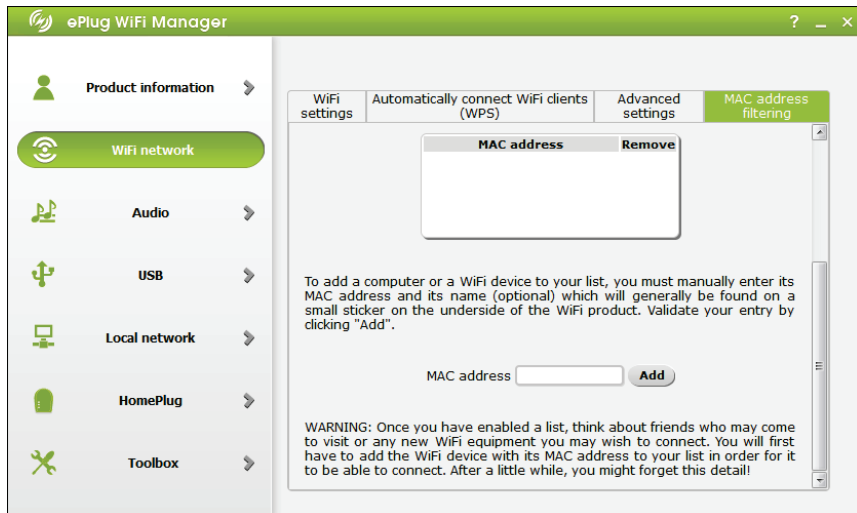 ePlug WiFi Manager
? _ ×
Product information
WiFi network
Audio
USB
Local network
HomePlug
Toolbox
WiFi settings
Automatically connect WiFi clients (WPS)
Advanced settings
MAC address filtering
MAC address Remove
To add a computer or a WiFi device to your list, you must manually enter its
MAC address and its name (optional) which will generally be found on a
small sticker on the underside of the WiFi product. Validate your entry by
clicking "Add".
MAC address Add
WARNING: Once you have enabled a list, think about friends who may come
to visit or any new WiFi equipment you may wish to connect. You will first
have to add the WiFi device with its MAC address to your list in order for it
to be able to connect. After a little while, you might forget this detail!